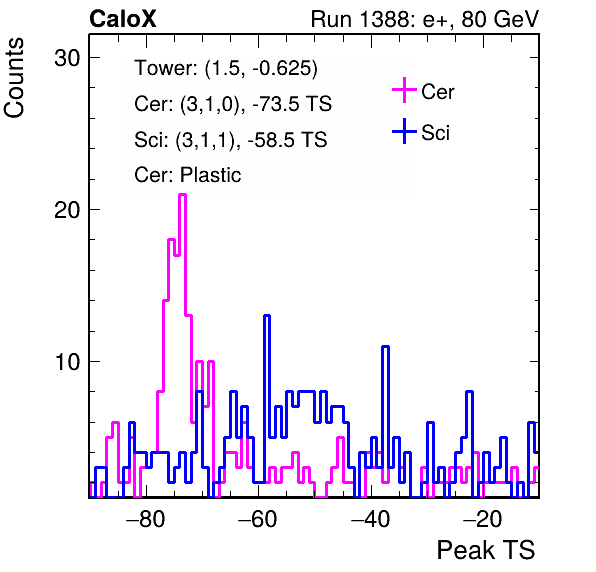 CaloX Run 1388: e+, 80 GeV
Counts
30
20
10
Tower: (1.5, -0.625)
Cer: (3,1,0), -73.5 TS
Sci: (3,1,1), -58.5 TS
Cer: Plastic
Cer
Sci
−80 −60 −40 −20
Peak TS